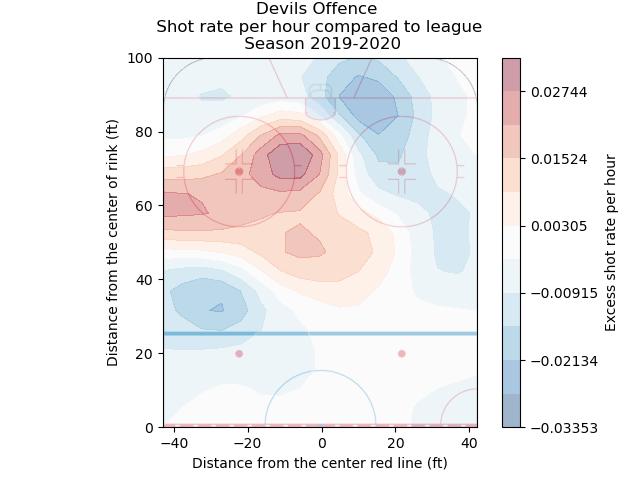 Devils Offence
Shot rate per hour compared to league
Season 2019-2020
100
80
60
40
20
0
−40
−20
0
20
40
Distance from the center of rink (ft)
Distance from the center red line (ft)
0.02744
0.01524
0.00305
−0.00915
−0.02134
−0.03353
Excess shot rate per hour